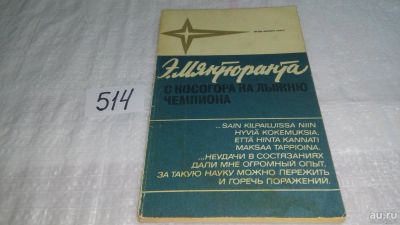 514
Э. Мянтюранта
С КОСОГОРА НА ЛЫЖНЮ
ЧЕМПИОНА
...SAIN KILPAILUISSA NIIN
HYVIÄ KOKEMUKSIA,
ETTÄ HINTA KANNATI
MAKSAA TAPPIOINA.
...НЕУДАЧИ В СОСТЯЗАНИЯХ
ДАЛИ МНЕ ОГРОМНЫЙ ОПЫТ,
ЗА ТАКУЮ НАУКУ МОЖНО ПЕРЕЖИТЬ
И ГОРЕЧЬ ПОРАЖЕНИЙ.
au.ru